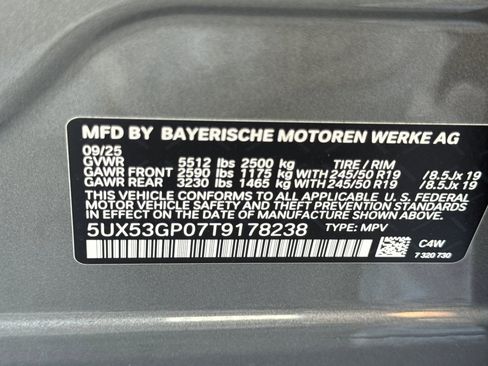 MFD BY BAYERISCHE MOTOREN WERKE AG
09/25
GVWR 5512 lbs 2500 kg TIRE / RIM
GAWR FRONT 2590 lbs 1175 kg with 245/50 R19 / 8.5Jx 19
GAWR REAR 3230 lbs 1465 kg with 245/50 R19 / 8.5Jx 19
THIS VEHICLE CONFORMS TO ALL APPLICABLE U. S. FEDERAL
MOTOR VEHICLE SAFETY STANDARDS IN EFFECT ON THE
DATE OF MANUFACTURE SHOWN ABOVE.
5UX53GP07T9178238 TYPE: MPV
C4W
7 320 730